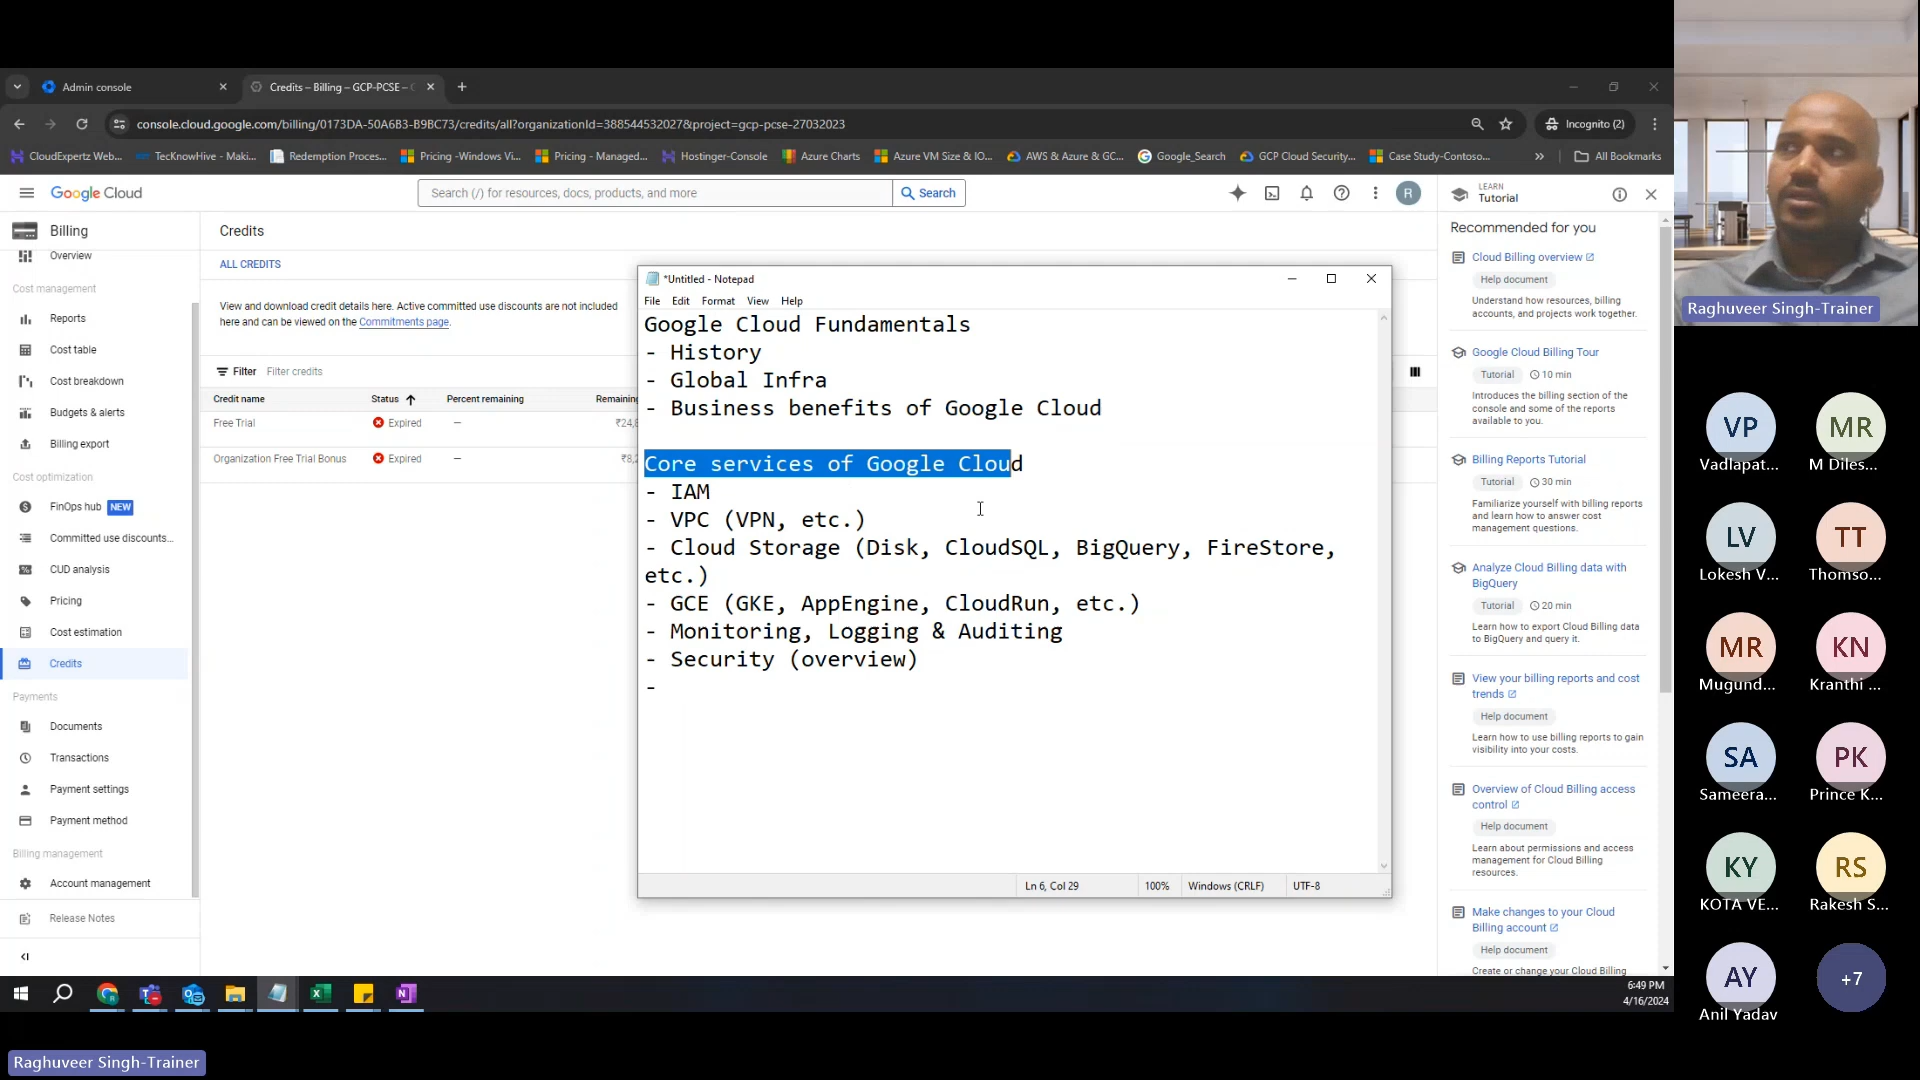 Admin console
Credits – Billing – GCP-PCSE – 
console.cloud.google.com/billing/0173DA-50A6B3-B9BC73/credits/all?organizationId=388544532027&project=gcp-pcse-27032023
Incognito (2)
CloudExpertz Web...
TecKnowHive - Maki...
Redemption Proces...
Pricing -Windows Vi...
Pricing - Managed...
Hostinger-Console
Azure Charts
Azure VM Size & IO...
AWS & Azure & GC...
Google_Search
GCP Cloud Security...
Case Study-Contoso...
All Bookmarks
Google Cloud
Search (/) for resources, docs, products, and more
Search
R
LEARN
Tutorial
Billing
Overview
Cost management
Reports
Cost table
Cost breakdown
Budgets & alerts
Billing export
Cost optimization
FinOps hub NEW
Committed use discounts...
CUD analysis
Pricing
Cost estimation
Credits
Payments
Documents
Transactions
Payment settings
Payment method
Billing management
Account management
Release Notes
Credits
ALL CREDITS
View and download credit details here. Active committed use discounts are not included
here and can be viewed on the Commitments page.
Filter Filter credits
Credit name Status Percent remaining Remaining
Free Trial Expired — ₹24,8
Organization Free Trial Bonus Expired — ₹8,2
*Untitled - Notepad
File Edit Format View Help
Google Cloud Fundamentals
- History
- Global Infra
- Business benefits of Google Cloud
Core services of Google Cloud
- IAM
- VPC (VPN, etc.)
- Cloud Storage (Disk, CloudSQL, BigQuery, FireStore,
etc.)
- GCE (GKE, AppEngine, CloudRun, etc.)
- Monitoring, Logging & Auditing
- Security (overview)
-
Ln 6, Col 29 100% Windows (CRLF) UTF-8
Recommended for you
Cloud Billing overview
Help document
Understand how resources, billing
accounts, and projects work together.
Google Cloud Billing Tour
Tutorial 10 min
Introduces the billing section of the
console and some of the reports
available to you.
Billing Reports Tutorial
Tutorial 30 min
Familiarize yourself with billing reports
and learn how to answer cost
management questions.
Analyze Cloud Billing data with
BigQuery
Tutorial 20 min
Learn how to export Cloud Billing data
to BigQuery and query it.
View your billing reports and cost
trends
Help document
Learn how to use billing reports to gain
visibility into your costs.
Overview of Cloud Billing access
control
Help document
Learn about permissions and access
management for Cloud Billing
resources.
Make changes to your Cloud
Billing account
Help document
Create or change your Cloud Billing
6:49 PM
4/16/2024
Raghuveer Singh-Trainer
VP
Vadlapat...
MR
M Diles...
LV
Lokesh V...
TT
Thomso...
MR
Mugund...
KN
Kranthi ...
SA
Sameera...
PK
Prince K...
KY
KOTA VE...
RS
Rakesh S...
AY
Anil Yadav
+7
Raghuveer Singh-Trainer